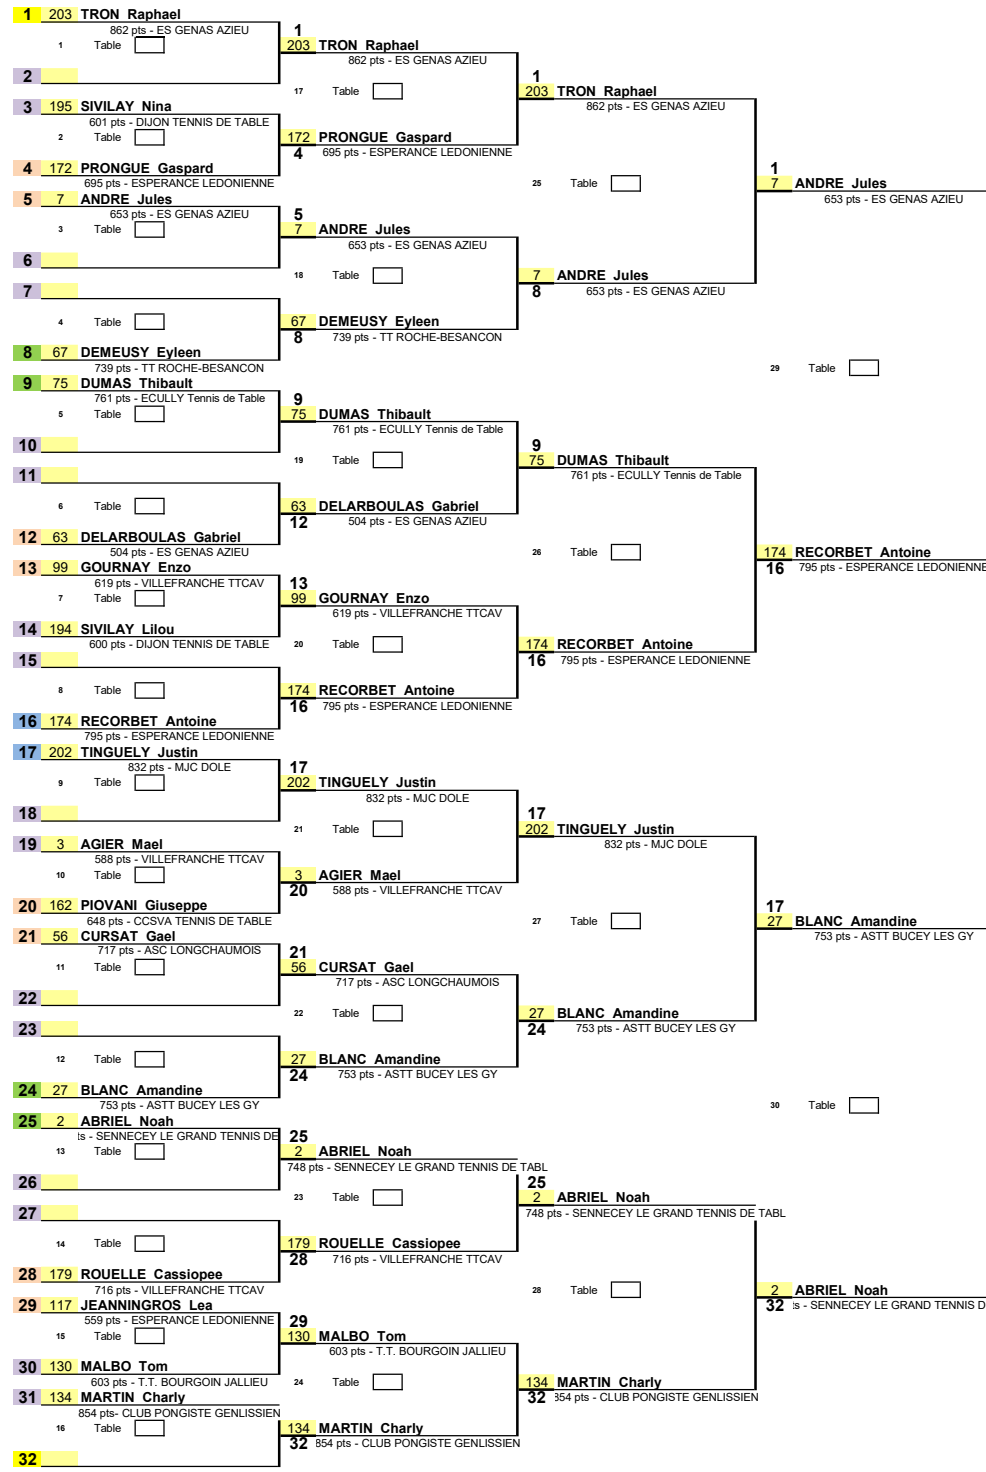 1 203 TRON Raphael
862 pts - ES GENAS AZIEU
1 Table
2
3 195 SIVILAY Nina
601 pts - DIJON TENNIS DE TABLE
2 Table
4 172 PRONGUE Gaspard
695 pts - ESPERANCE LEDONIENNE
5 7 ANDRE Jules
653 pts - ES GENAS AZIEU
3 Table
6
7
4 Table
8 67 DEMEUSY Eyleen
739 pts - TT ROCHE-BESANCON
9 75 DUMAS Thibault
761 pts - ECULLY Tennis de Table
5 Table
10
11
6 Table
12 63 DELARBOULAS Gabriel
504 pts - ES GENAS AZIEU
13 99 GOURNAY Enzo
619 pts - VILLEFRANCHE TTCAV
7 Table
14 194 SIVILAY Lilou
600 pts - DIJON TENNIS DE TABLE
15
8 Table
16 174 RECORBET Antoine
795 pts - ESPERANCE LEDONIENNE
17 202 TINGUELY Justin
832 pts - MJC DOLE
9 Table
18
19 3 AGIER Mael
588 pts - VILLEFRANCHE TTCAV
10 Table
20 162 PIOVANI Giuseppe
648 pts - CCSVA TENNIS DE TABLE
21 56 CURSAT Gael
717 pts - ASC LONGCHAUMOIS
11 Table
22
23
12 Table
24 27 BLANC Amandine
753 pts - ASTT BUCEY LES GY
25 2 ABRIEL Noah
ts - SENNECEY LE GRAND TENNIS DE
13 Table
26
27
14 Table
28 179 ROUELLE Cassiopee
716 pts - VILLEFRANCHE TTCAV
29 117 JEANNINGROS Lea
559 pts - ESPERANCE LEDONIENNE
15 Table
30 130 MALBO Tom
603 pts - T.T. BOURGOIN JALLIEU
31 134 MARTIN Charly
854 pts- CLUB PONGISTE GENLISSIEN
16 Table
32
1
203 TRON Raphael
862 pts - ES GENAS AZIEU
17 Table
172 PRONGUE Gaspard
4 695 pts - ESPERANCE LEDONIENNE
5
7 ANDRE Jules
653 pts - ES GENAS AZIEU
18 Table
67 DEMEUSY Eyleen
8 739 pts - TT ROCHE-BESANCON
9
75 DUMAS Thibault
761 pts - ECULLY Tennis de Table
19 Table
63 DELARBOULAS Gabriel
12 504 pts - ES GENAS AZIEU
13
99 GOURNAY Enzo
619 pts - VILLEFRANCHE TTCAV
20 Table
174 RECORBET Antoine
16 795 pts - ESPERANCE LEDONIENNE
17
202 TINGUELY Justin
832 pts - MJC DOLE
21 Table
3 AGIER Mael
20 588 pts - VILLEFRANCHE TTCAV
21
56 CURSAT Gael
717 pts - ASC LONGCHAUMOIS
22 Table
27 BLANC Amandine
24 753 pts - ASTT BUCEY LES GY
25
2 ABRIEL Noah
748 pts - SENNECEY LE GRAND TENNIS DE TABL
23 Table
179 ROUELLE Cassiopee
28 716 pts - VILLEFRANCHE TTCAV
29
130 MALBO Tom
603 pts - T.T. BOURGOIN JALLIEU
24 Table
134 MARTIN Charly
32 854 pts - CLUB PONGISTE GENLISSIEN
1
203 TRON Raphael
862 pts - ES GENAS AZIEU
25 Table
7 ANDRE Jules
8 653 pts - ES GENAS AZIEU
9
75 DUMAS Thibault
761 pts - ECULLY Tennis de Table
26 Table
174 RECORBET Antoine
16 795 pts - ESPERANCE LEDONIENNE
17
202 TINGUELY Justin
832 pts - MJC DOLE
27 Table
27 BLANC Amandine
24 753 pts - ASTT BUCEY LES GY
25
2 ABRIEL Noah
748 pts - SENNECEY LE GRAND TENNIS DE TABL
28 Table
134 MARTIN Charly
32 854 pts - CLUB PONGISTE GENLISSIEN
1
7 ANDRE Jules
653 pts - ES GENAS AZIEU
29 Table
174 RECORBET Antoine
16 795 pts - ESPERANCE LEDONIENNE
17
27 BLANC Amandine
753 pts - ASTT BUCEY LES GY
30 Table
2 ABRIEL Noah
32 ts - SENNECEY LE GRAND TENNIS D